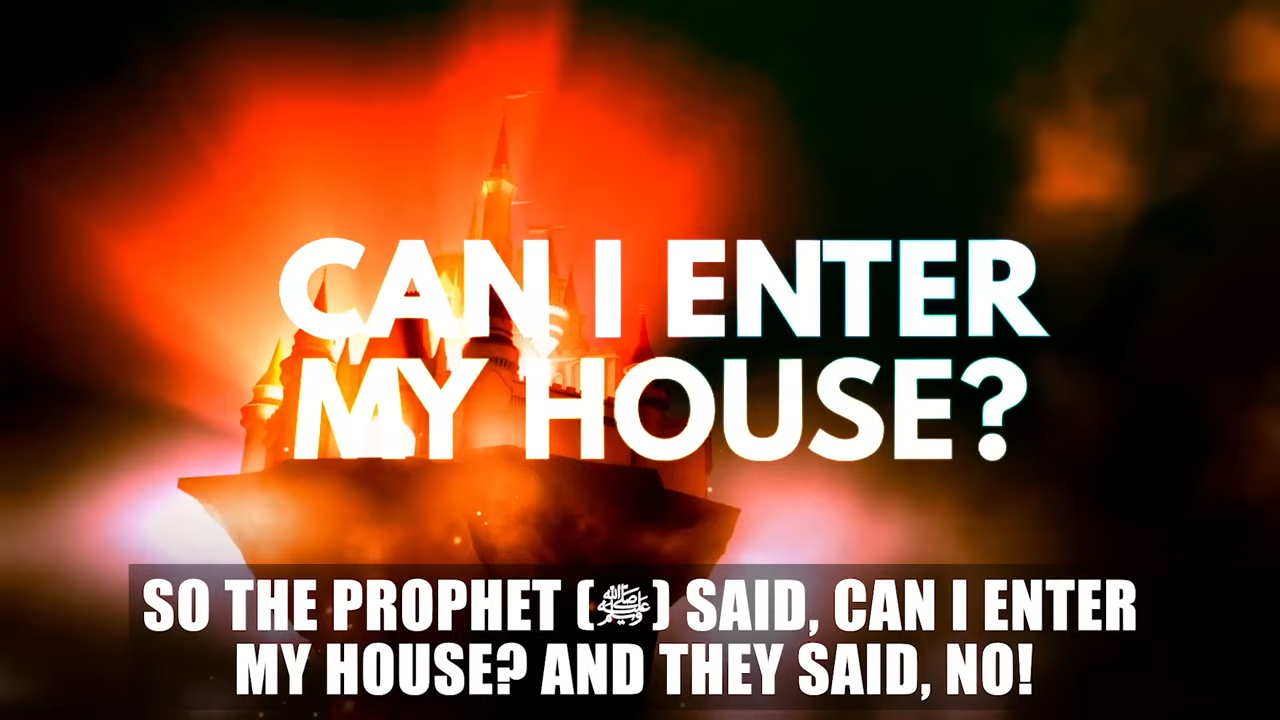 CAN I ENTER
MY HOUSE?
SO THE PROPHET (ﷺ) SAID, CAN I ENTER
MY HOUSE? AND THEY SAID, NO!